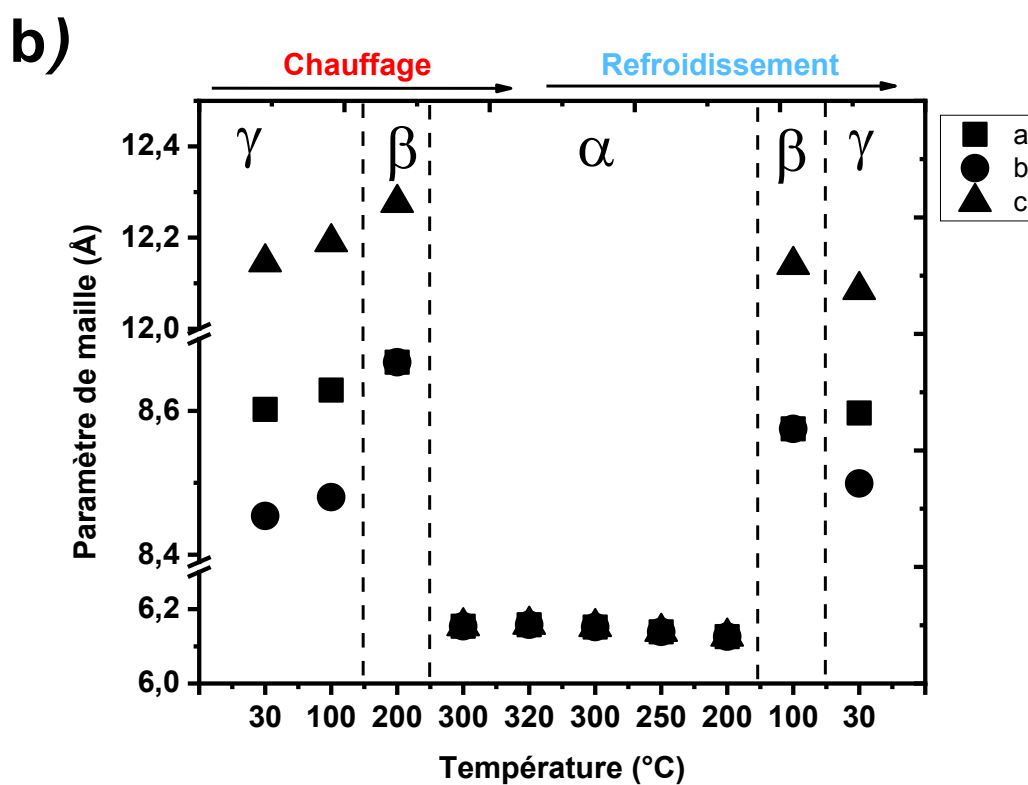 b)
Chauffage Refroidissement
γ β α β γ
a
b
c
12,4
12,2
12,0
8,6
8,4
6,2
6,0
Paramètre de maille (Å)
30 100 200 300 320 300 250 200 100 30
Température (°C)